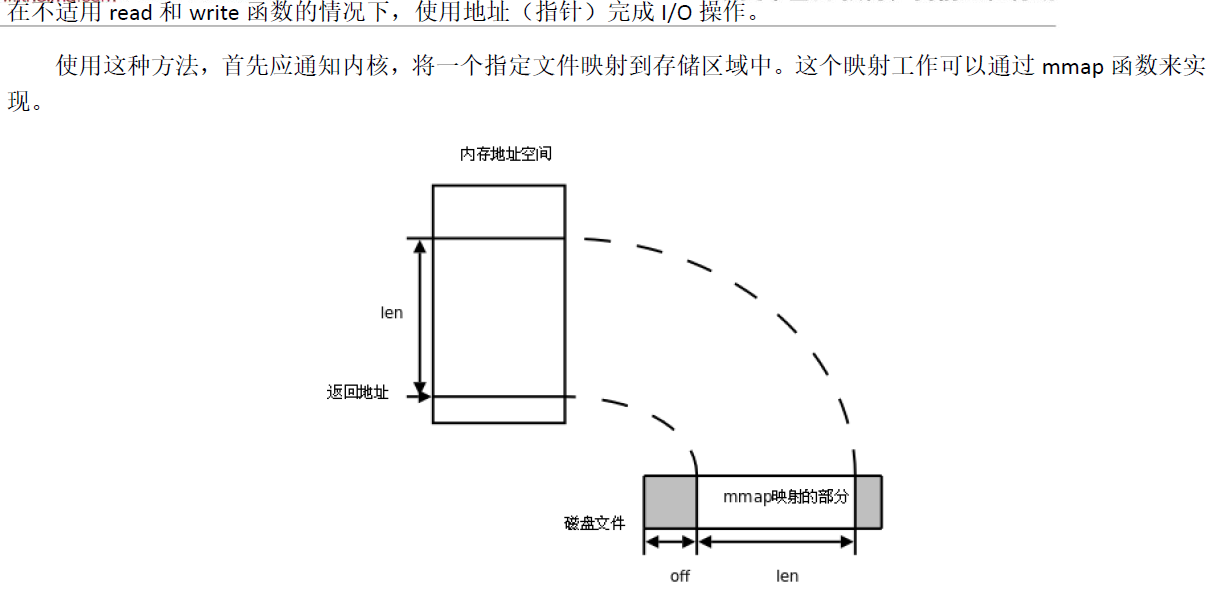 在不适用 read 和 write 函数的情况下，使用地址（指针）完成 I/O 操作。
使用这种方法，首先应通知内核，将一个指定文件映射到存储区域中。这个映射工作可以通过 mmap 函数来实
现。
内存地址空间
len
返回地址
mmap映射的部分
磁盘文件
off
len